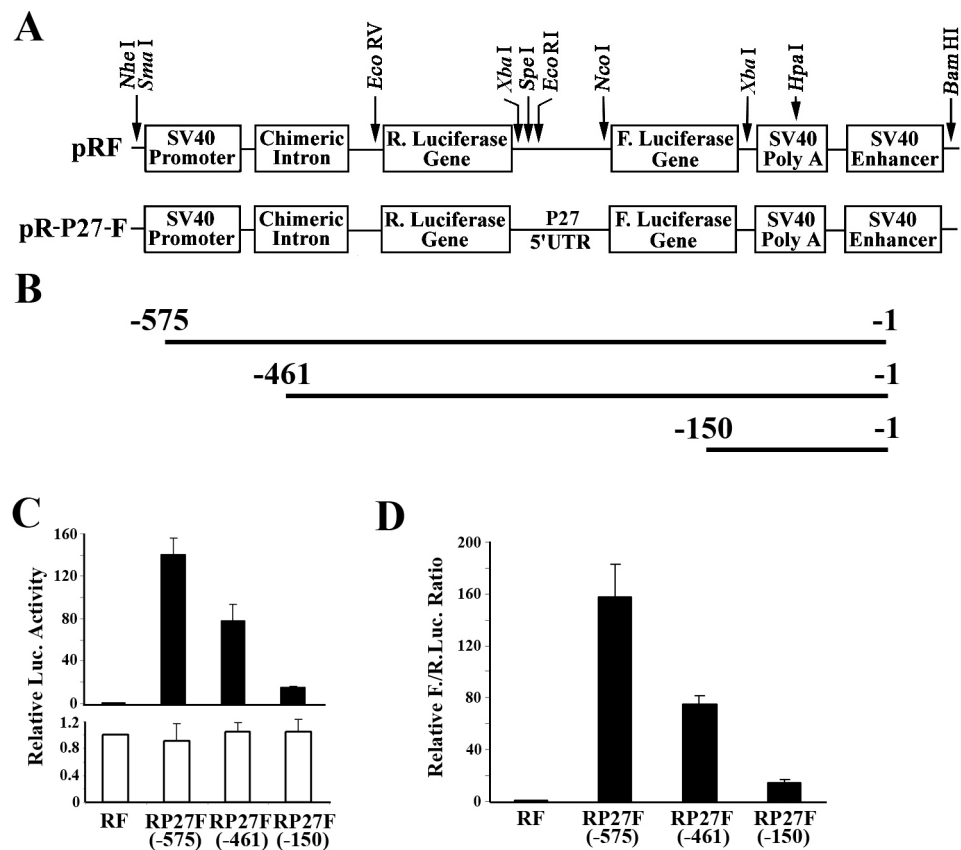 A
Nhe I
Sma I
Eco RV
Xba I
Spe I
Eco RI
Nco I
Xba I
Hpa I
Bam HI
pRF
SV40 Promoter
Chimeric Intron
R. Luciferase Gene
F. Luciferase Gene
SV40 Poly A
SV40 Enhancer
pR-P27-F
SV40 Promoter
Chimeric Intron
R. Luciferase Gene
P27
5'UTR
F. Luciferase Gene
SV40 Poly A
SV40 Enhancer
B
-575 -1
-461 -1
-150 -1
C
Relative Luc. Activity
160
120
80
40
0
1.2
0.8
0.4
0
RF
RP27F (-575)
RP27F (-461)
RP27F (-150)
D
Relative F./R.Luc. Ratio
200
160
120
80
40
0
RF
RP27F (-575)
RP27F (-461)
RP27F (-150)